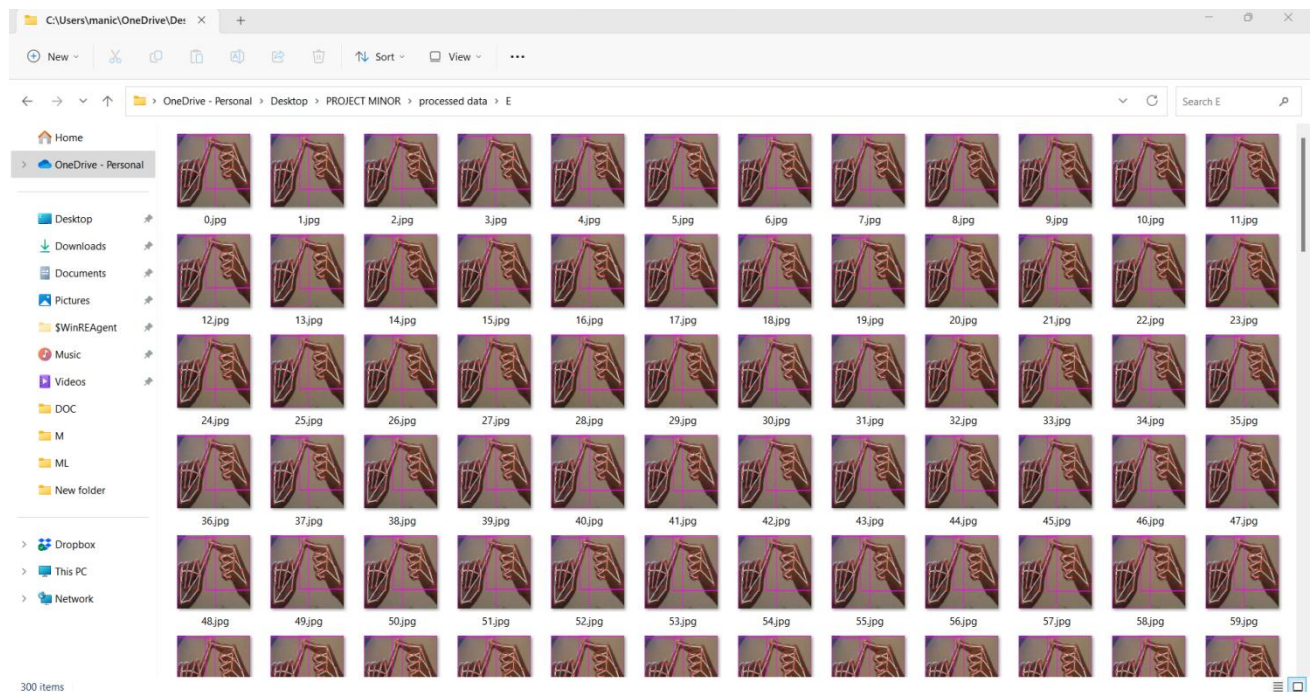 C:\Users\manic\OneDrive\De:
New
Sort
View
OneDrive - Personal > Desktop > PROJECT MINOR > processed data > E
Search E
Home
OneDrive - Personal
Desktop
Downloads
Documents
Pictures
$WinREAgent
Music
Videos
DOC
M
ML
New folder
Dropbox
This PC
Network
0.jpg 1.jpg 2.jpg 3.jpg 4.jpg 5.jpg 6.jpg 7.jpg 8.jpg 9.jpg 10.jpg 11.jpg
12.jpg 13.jpg 14.jpg 15.jpg 16.jpg 17.jpg 18.jpg 19.jpg 20.jpg 21.jpg 22.jpg 23.jpg
24.jpg 25.jpg 26.jpg 27.jpg 28.jpg 29.jpg 30.jpg 31.jpg 32.jpg 33.jpg 34.jpg 35.jpg
36.jpg 37.jpg 38.jpg 39.jpg 40.jpg 41.jpg 42.jpg 43.jpg 44.jpg 45.jpg 46.jpg 47.jpg
48.jpg 49.jpg 50.jpg 51.jpg 52.jpg 53.jpg 54.jpg 55.jpg 56.jpg 57.jpg 58.jpg 59.jpg
300 items